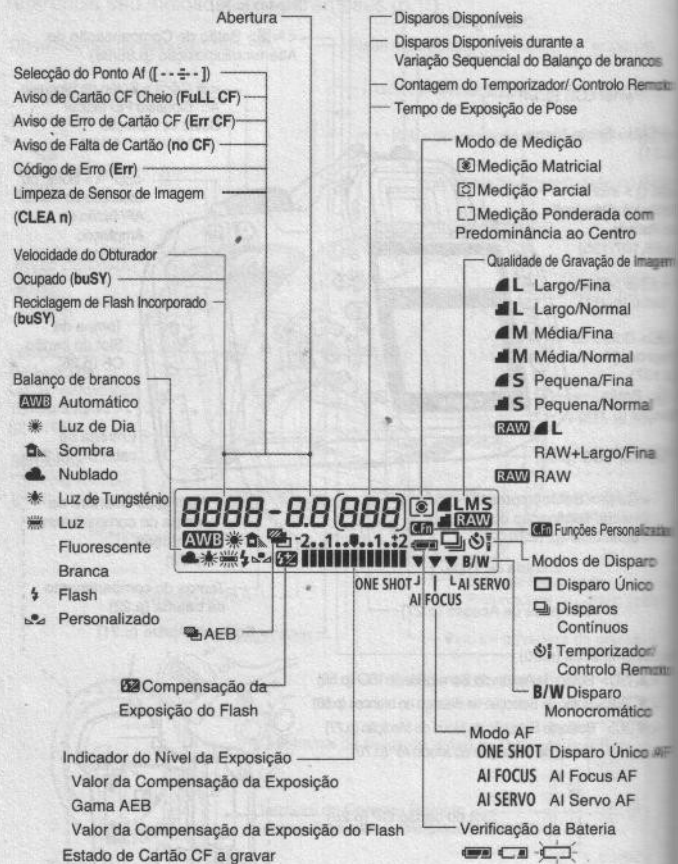 Abertura
Selecção do Ponto Af ([ - - ÷ - ])
Aviso de Cartão CF Cheio (FuLL CF)
Aviso de Erro de Cartão CF (Err CF)
Aviso de Falta de Cartão (no CF)
Código de Erro (Err)
Limpeza de Sensor de Imagem
(CLEA n)
Velocidade do Obturador
Ocupado (buSY)
Reciclagem de Flash Incorporado
(buSY)
Balanço de brancos
AWB Automático
Luz de Dia
Sombra
Nublado
Luz de Tungsténio
Luz
Fluorescente
Branca
Flash
Personalizado
Disparos Disponíveis
Disparos Disponíveis durante a
Variação Sequencial do Balanço de brancos
Contagem do Temporizador/ Controlo Remoto
Tempo de Exposição de Pose
Modo de Medição
Medição Matricial
Medição Parcial
Medição Ponderada com
Predominância ao Centro
Qualidade de Gravação de Imagem
L Largo/Fina
L Largo/Normal
M Média/Fina
M Média/Normal
S Pequena/Fina
S Pequena/Normal
RAW L
RAW+Largo/Fina
RAW RAW
C.Fn Funções Personalizadas
Modos de Disparo
Disparo Único
Disparos
Contínuos
Temporizador/
Controlo Remoto
B/W Disparo
Monocromático
8888 - 8.8 [888] LMS
C.Fn RAW
AWB -2..1..▼..1.:2
B/W
ONE SHOT AI SERVO
AI FOCUS
AEB
Compensação da
Exposição do Flash
Indicador do Nível da Exposição
Valor da Compensação da Exposição
Gama AEB
Valor da Compensação da Exposição do Flash
Estado de Cartão CF a gravar
Modo AF
ONE SHOT Disparo Único AF
AI FOCUS AI Focus AF
AI SERVO AI Servo AF
Verificação da Bateria